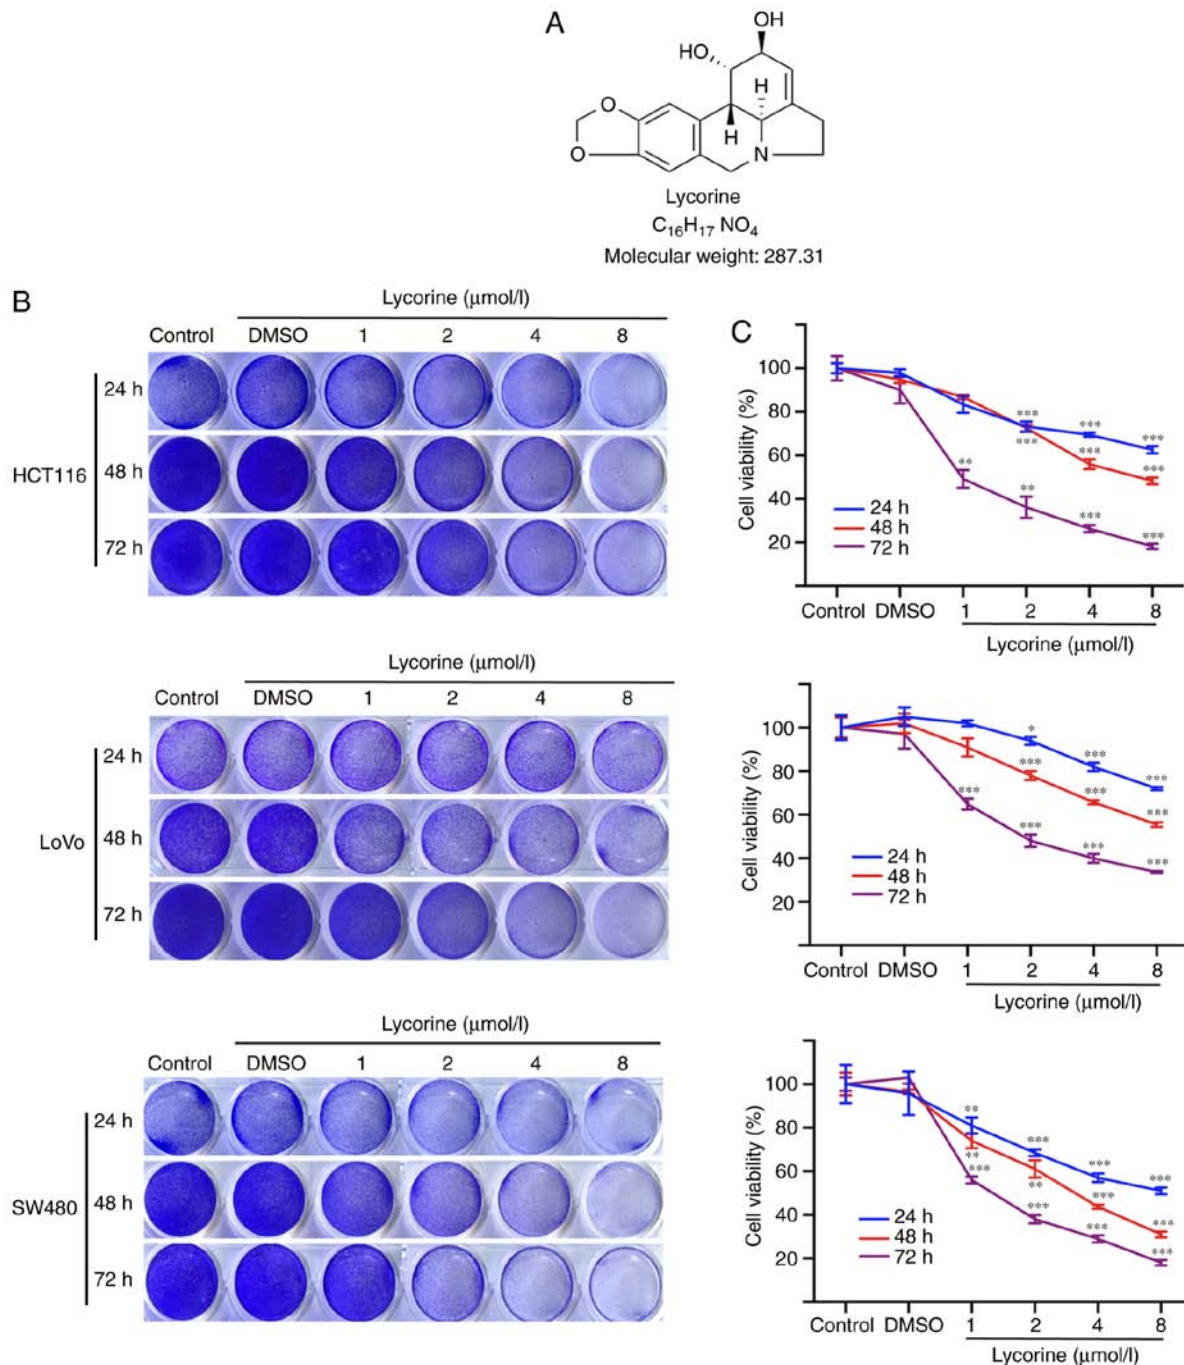 A
OH
HO
H
O
H
O
N
Lycorine
C₁₆H₁₇ NO₄
Molecular weight: 287.31
B
Lycorine (μmol/l)
Control DMSO 1 2 4 8
HCT116
24 h
48 h
72 h
Lycorine (μmol/l)
Control DMSO 1 2 4 8
LoVo
24 h
48 h
72 h
Lycorine (μmol/l)
Control DMSO 1 2 4 8
SW480
24 h
48 h
72 h
C
Cell viability (%)
100
80
60
40
20
*** *** ***
*** *** ***
** ** *** ***
24 h
48 h
72 h
Control DMSO 1 2 4 8
Lycorine (μmol/l)
Cell viability (%)
100
80
60
40
20
* *** ***
*** *** ***
*** *** *** ***
24 h
48 h
72 h
Control DMSO 1 2 4 8
Lycorine (μmol/l)
Cell viability (%)
100
80
60
40
20
** *** *** ***
** ** *** ***
*** *** *** ***
24 h
48 h
72 h
Control DMSO 1 2 4 8
Lycorine (μmol/l)